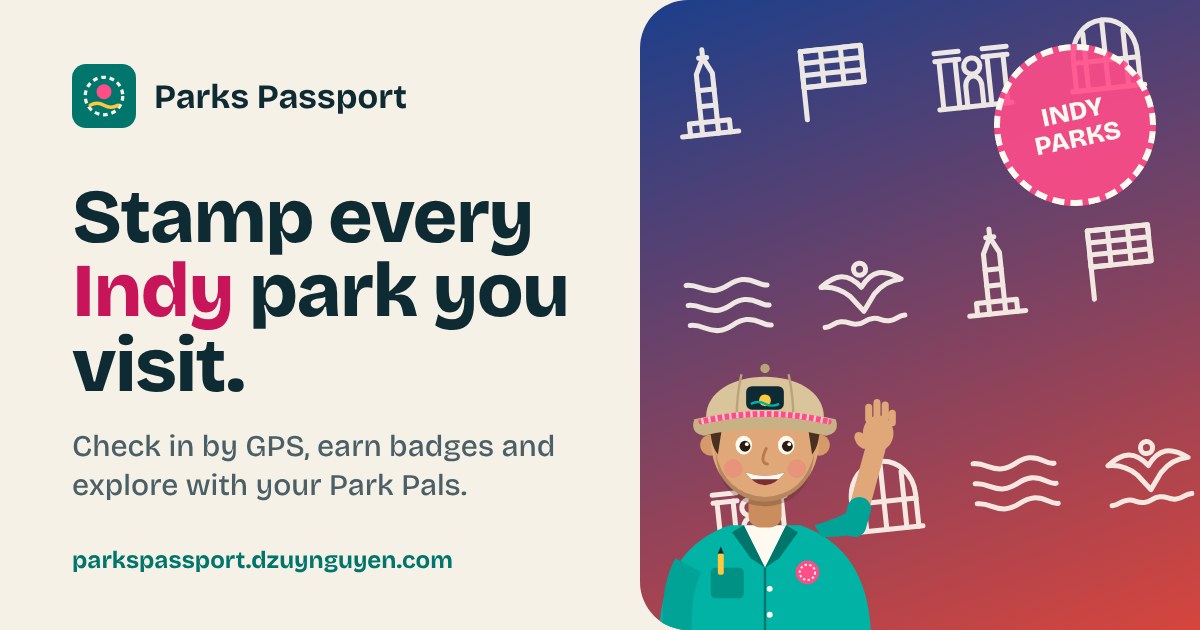 Parks Passport
Stamp every
Indy park you
visit.
Check in by GPS, earn badges and
explore with your Park Pals.
parkspassport.dzuynguyen.com
INDY
PARKS